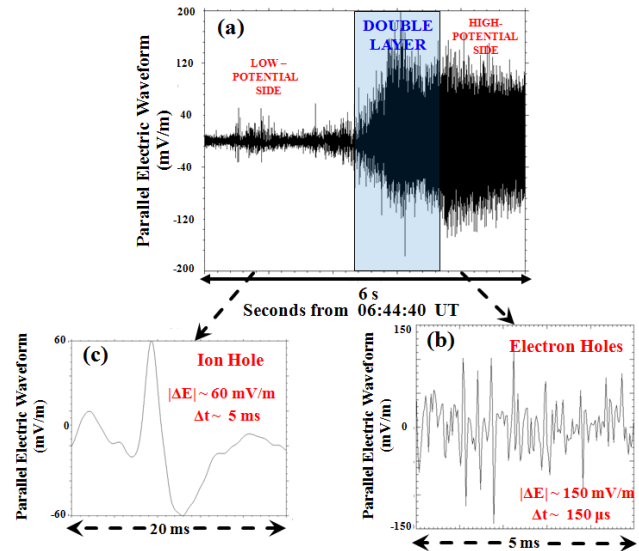 (a)
DOUBLE
LAYER
HIGH-
POTENTIAL
SIDE
LOW –
POTENTIAL
SIDE
Parallel Electric Waveform
(mV/m)
200
120
40
-40
-120
-200
6 s
Seconds from 06:44:40 UT
(c)
Ion Hole
|ΔE| ~ 60 mV/m
Δt ~ 5 ms
Parallel Electric Waveform
(mV/m)
60
0
-60
20 ms
(b)
Electron Holes
|ΔE| ~ 150 mV/m
Δt ~ 150 µs
Parallel Electric Waveform
(mV/m)
150
0
-150
5 ms